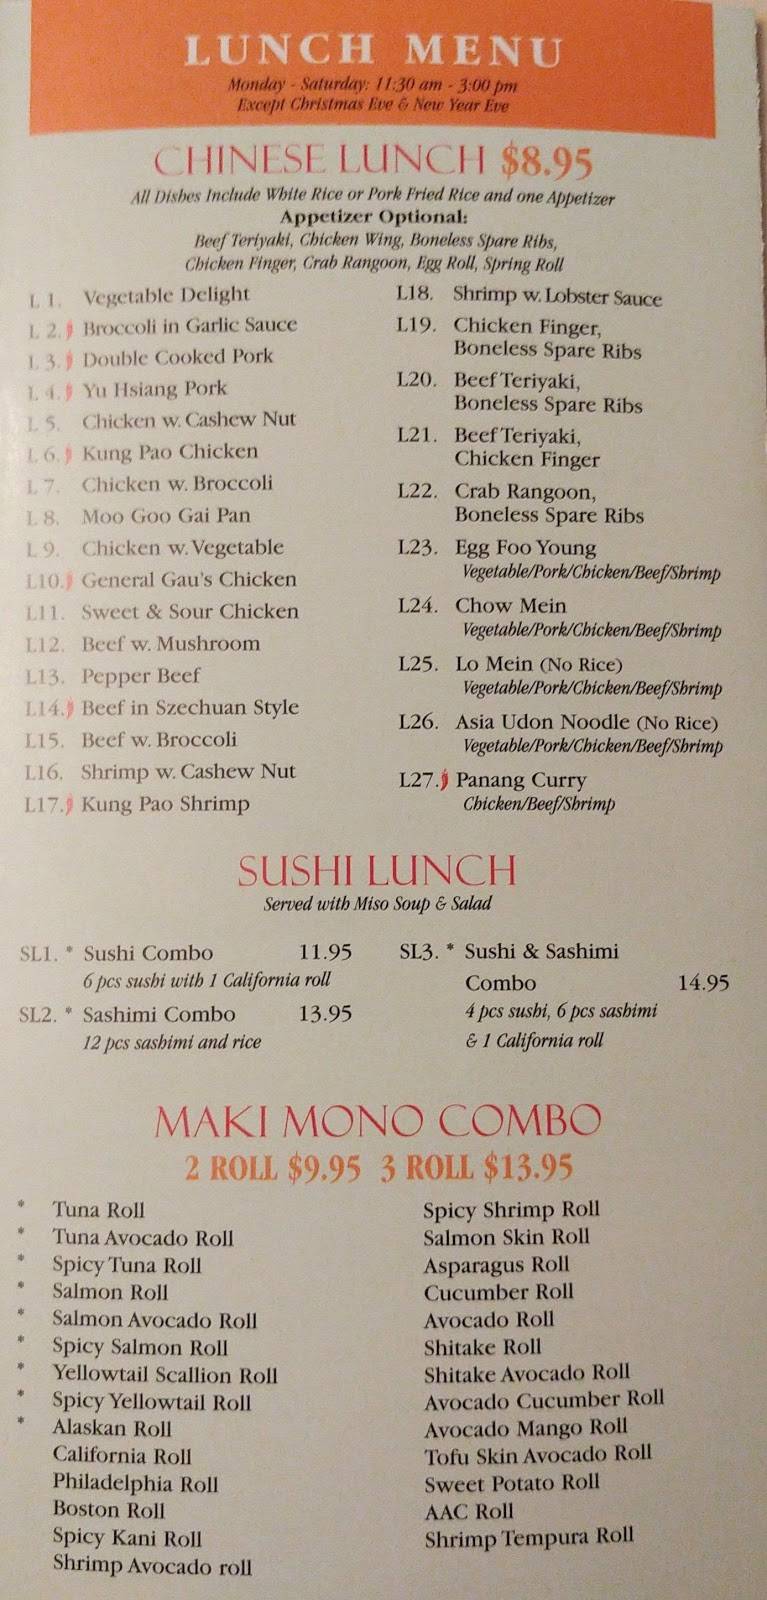 LUNCH MENU
Monday - Saturday: 11:30 am - 3:00 pm
Except Christmas Eve & New Year Eve
CHINESE LUNCH $8.95
All Dishes Include White Rice or Pork Fried Rice and one Appetizer
Appetizer Optional:
Beef Teriyaki, Chicken Wing, Boneless Spare Ribs,
Chicken Finger, Crab Rangoon, Egg Roll, Spring Roll
L 1. Vegetable Delight
L 2. Broccoli in Garlic Sauce
L 3. Double Cooked Pork
L 4. Yu Hsiang Pork
L 5. Chicken w. Cashew Nut
L 6. Kung Pao Chicken
L 7. Chicken w. Broccoli
L 8. Moo Goo Gai Pan
L 9. Chicken w. Vegetable
L10. General Gau's Chicken
L11. Sweet & Sour Chicken
L12. Beef w. Mushroom
L13. Pepper Beef
L14. Beef in Szechuan Style
L15. Beef w. Broccoli
L16. Shrimp w. Cashew Nut
L17. Kung Pao Shrimp
L18. Shrimp w. Lobster Sauce
L19. Chicken Finger,
Boneless Spare Ribs
L20. Beef Teriyaki,
Boneless Spare Ribs
L21. Beef Teriyaki,
Chicken Finger
L22. Crab Rangoon,
Boneless Spare Ribs
L23. Egg Foo Young
Vegetable/Pork/Chicken/Beef/Shrimp
L24. Chow Mein
Vegetable/Pork/Chicken/Beef/Shrimp
L25. Lo Mein (No Rice)
Vegetable/Pork/Chicken/Beef/Shrimp
L26. Asia Udon Noodle (No Rice)
Vegetable/Pork/Chicken/Beef/Shrimp
L27. Panang Curry
Chicken/Beef/Shrimp
SUSHI LUNCH
Served with Miso Soup & Salad
SL1. * Sushi Combo 11.95
6 pcs sushi with 1 California roll
SL2. * Sashimi Combo 13.95
12 pcs sashimi and rice
SL3. * Sushi & Sashimi
Combo 14.95
4 pcs sushi, 6 pcs sashimi
& 1 California roll
MAKI MONO COMBO
2 ROLL $9.95 3 ROLL $13.95
* Tuna Roll
* Tuna Avocado Roll
* Spicy Tuna Roll
* Salmon Roll
* Salmon Avocado Roll
* Spicy Salmon Roll
* Yellowtail Scallion Roll
* Spicy Yellowtail Roll
* Alaskan Roll
California Roll
Philadelphia Roll
Boston Roll
Spicy Kani Roll
Shrimp Avocado roll
Spicy Shrimp Roll
Salmon Skin Roll
Asparagus Roll
Cucumber Roll
Avocado Roll
Shitake Roll
Shitake Avocado Roll
Avocado Cucumber Roll
Avocado Mango Roll
Tofu Skin Avocado Roll
Sweet Potato Roll
AAC Roll
Shrimp Tempura Roll